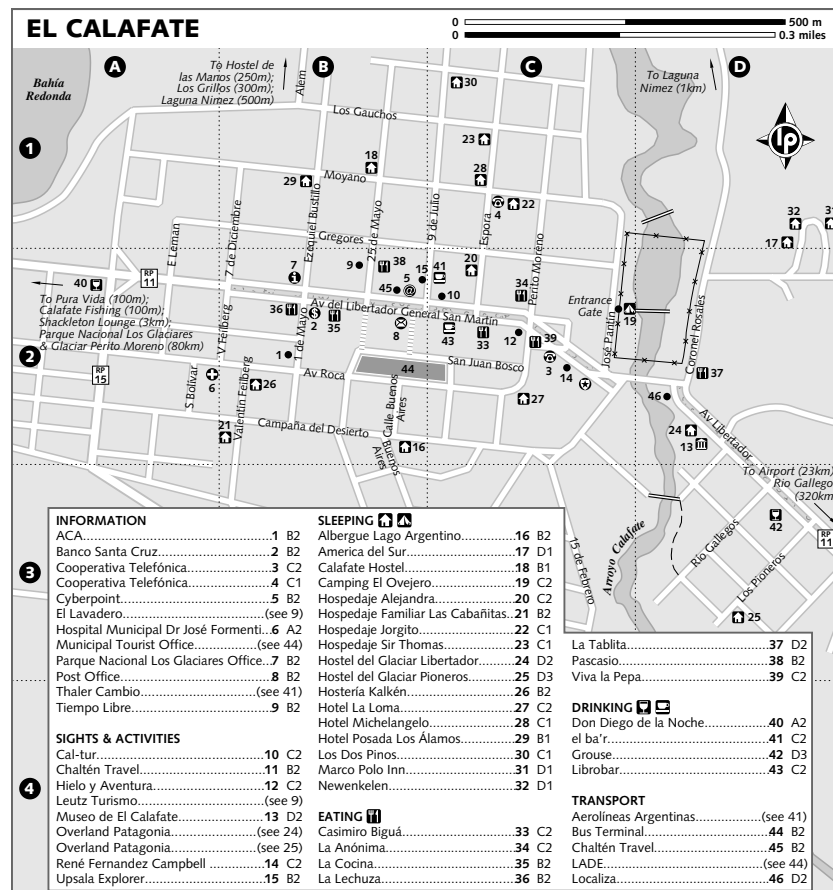 EL CALAFATE
0 500 m
0 0.3 miles
A
B
C
D
1
2
3
4
Bahía
Redonda
To Hostel de
las Manos (250m);
Los Grillos (300m);
Laguna Nimez (500m)
Alem
To Laguna
Nimez (1km)
lp
Los Gauchos
Moyano
Gregores
E Leman
7 de Diciembre
Ezequiel Bustillo
25 de Mayo
9 de Julio
Espora
Perito Moreno
José Pantín
Coronel Rosales
Entrance
Gate
RP
11
To Pura Vida (100m);
Calafate Fishing (100m);
Shackleton Lounge (3km);
Parque Nacional Los Glaciares
& Glaciar Perito Moreno (80km)
RP
15
Av del Libertador General San Martín
V Feilberg
1 de Mayo
San Juan Bosco
Av Roca
S Bolívar
Valentín Feilberg
Campaña del Desierto
Calle Buenos
Aires
Buenos
Aires
Av Libertador
To Airport (23km);
Río Gallegos
(320km)
RP
11
15 de Febrero
Arroyo Calafate
Río Gallegos
Los Pioneros
30
23
18
28
29
22
4
32
31
17
7
9
38
15
41
20
5
45
10
34
40
36
2
35
8
43
33
12
39
19
1
44
3
14
37
6
26
27
46
21
16
24
13
42
25
INFORMATION
ACA 1 B2
Banco Santa Cruz 2 B2
Cooperativa Telefónica 3 C2
Cooperativa Telefónica 4 C1
Cyberpoint 5 B2
El Lavadero (see 9)
Hospital Municipal Dr José Formenti 6 A2
Municipal Tourist Office (see 44)
Parque Nacional Los Glaciares Office 7 B2
Post Office 8 B2
Thaler Cambio (see 41)
Tiempo Libre 9 B2
SIGHTS & ACTIVITIES
Cal-tur 10 C2
Chaltén Travel 11 B2
Hielo y Aventura 12 C2
Leutz Turismo (see 9)
Museo de El Calafate 13 D2
Overland Patagonia (see 24)
Overland Patagonia (see 25)
René Fernandez Campbell 14 C2
Upsala Explorer 15 B2
SLEEPING
Albergue Lago Argentino 16 B2
America del Sur 17 D1
Calafate Hostel 18 B1
Camping El Ovejero 19 C2
Hospedaje Alejandra 20 C2
Hospedaje Familiar Las Cabañitas 21 B2
Hospedaje Jorgito 22 C1
Hospedaje Sir Thomas 23 C1
Hostel del Glaciar Libertador 24 D2
Hostel del Glaciar Pioneros 25 D3
Hostería Kalkén 26 B2
Hotel La Loma 27 C2
Hotel Michelangelo 28 C1
Hotel Posada Los Álamos 29 B1
Los Dos Pinos 30 C1
Marco Polo Inn 31 D1
Newenkelen 32 D1
EATING
Casimiro Biguá 33 C2
La Anónima 34 C2
La Cocina 35 B2
La Lechuza 36 B2
La Tablita 37 D2
Pascasio 38 B2
Viva la Pepa 39 C2
DRINKING
Don Diego de la Noche 40 A2
el ba'r 41 C2
Grouse 42 D3
Librobar 43 C2
TRANSPORT
Aerolíneas Argentinas (see 41)
Bus Terminal 44 B2
Chaltén Travel 45 B2
LADE (see 44)
Localiza 46 D2